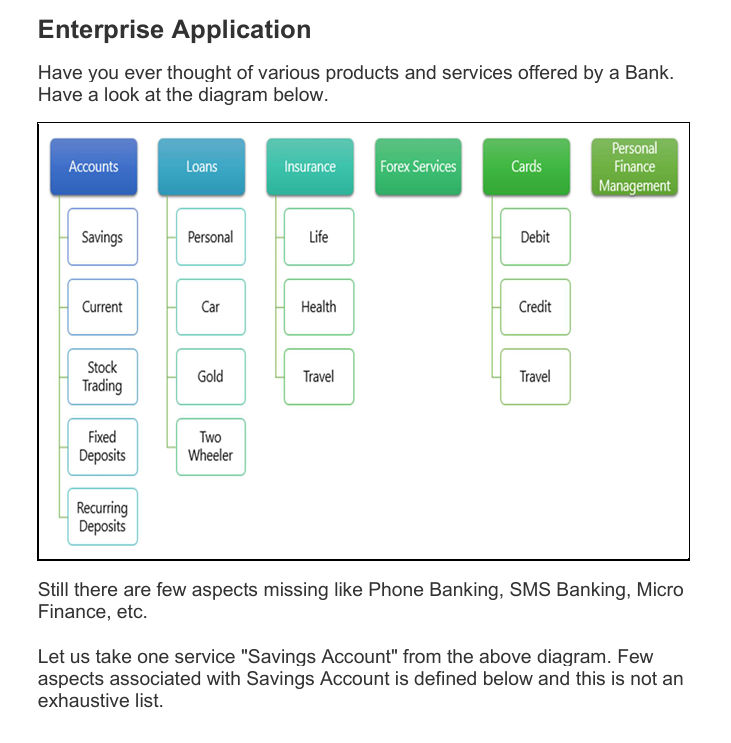 Enterprise Application
Have you ever thought of various products and services offered by a Bank.
Have a look at the diagram below.
Accounts
Loans
Insurance
Forex Services
Cards
Personal
Finance
Management
Savings
Personal
Life
Debit
Current
Car
Health
Credit
Stock
Trading
Gold
Travel
Travel
Fixed
Deposits
Two
Wheeler
Recurring
Deposits
Still there are few aspects missing like Phone Banking, SMS Banking, Micro
Finance, etc.
Let us take one service "Savings Account" from the above diagram. Few
aspects associated with Savings Account is defined below and this is not an
exhaustive list.